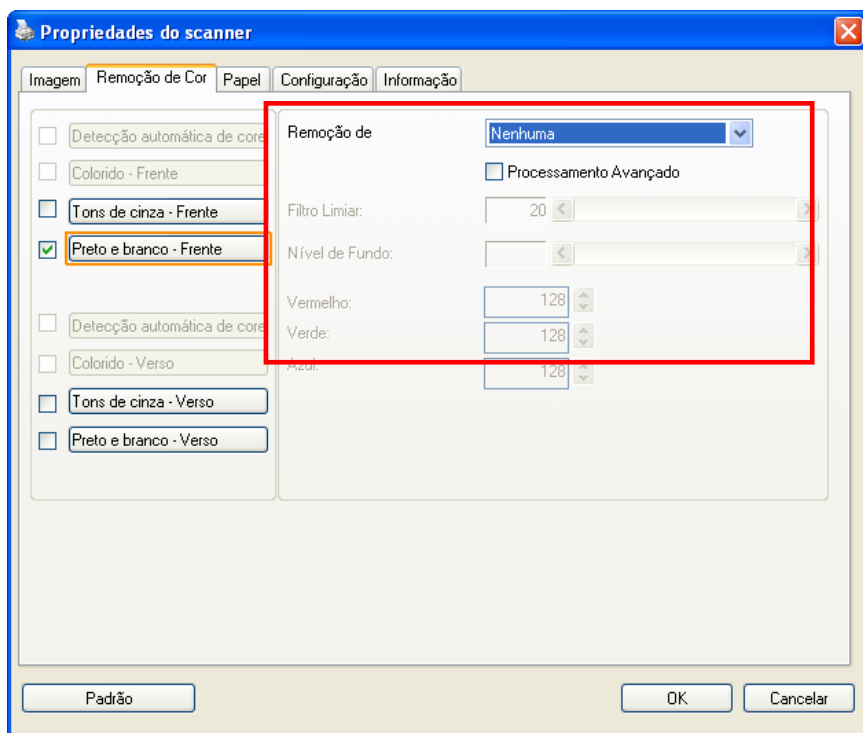 Propriedades do scanner
Imagem Remoção de Cor Papel Configuração Informação
Detecção automática de core
Colorido - Frente
Tons de cinza - Frente
Preto e branco - Frente
Detecção automática de core
Colorido - Verso
Tons de cinza - Verso
Preto e branco - Verso
Remoção de Nenhuma
Processamento Avançado
Filtro Limiar: 20
Nível de Fundo:
Vermelho: 128
Verde: 128
Azul: 128
Padrão OK Cancelar